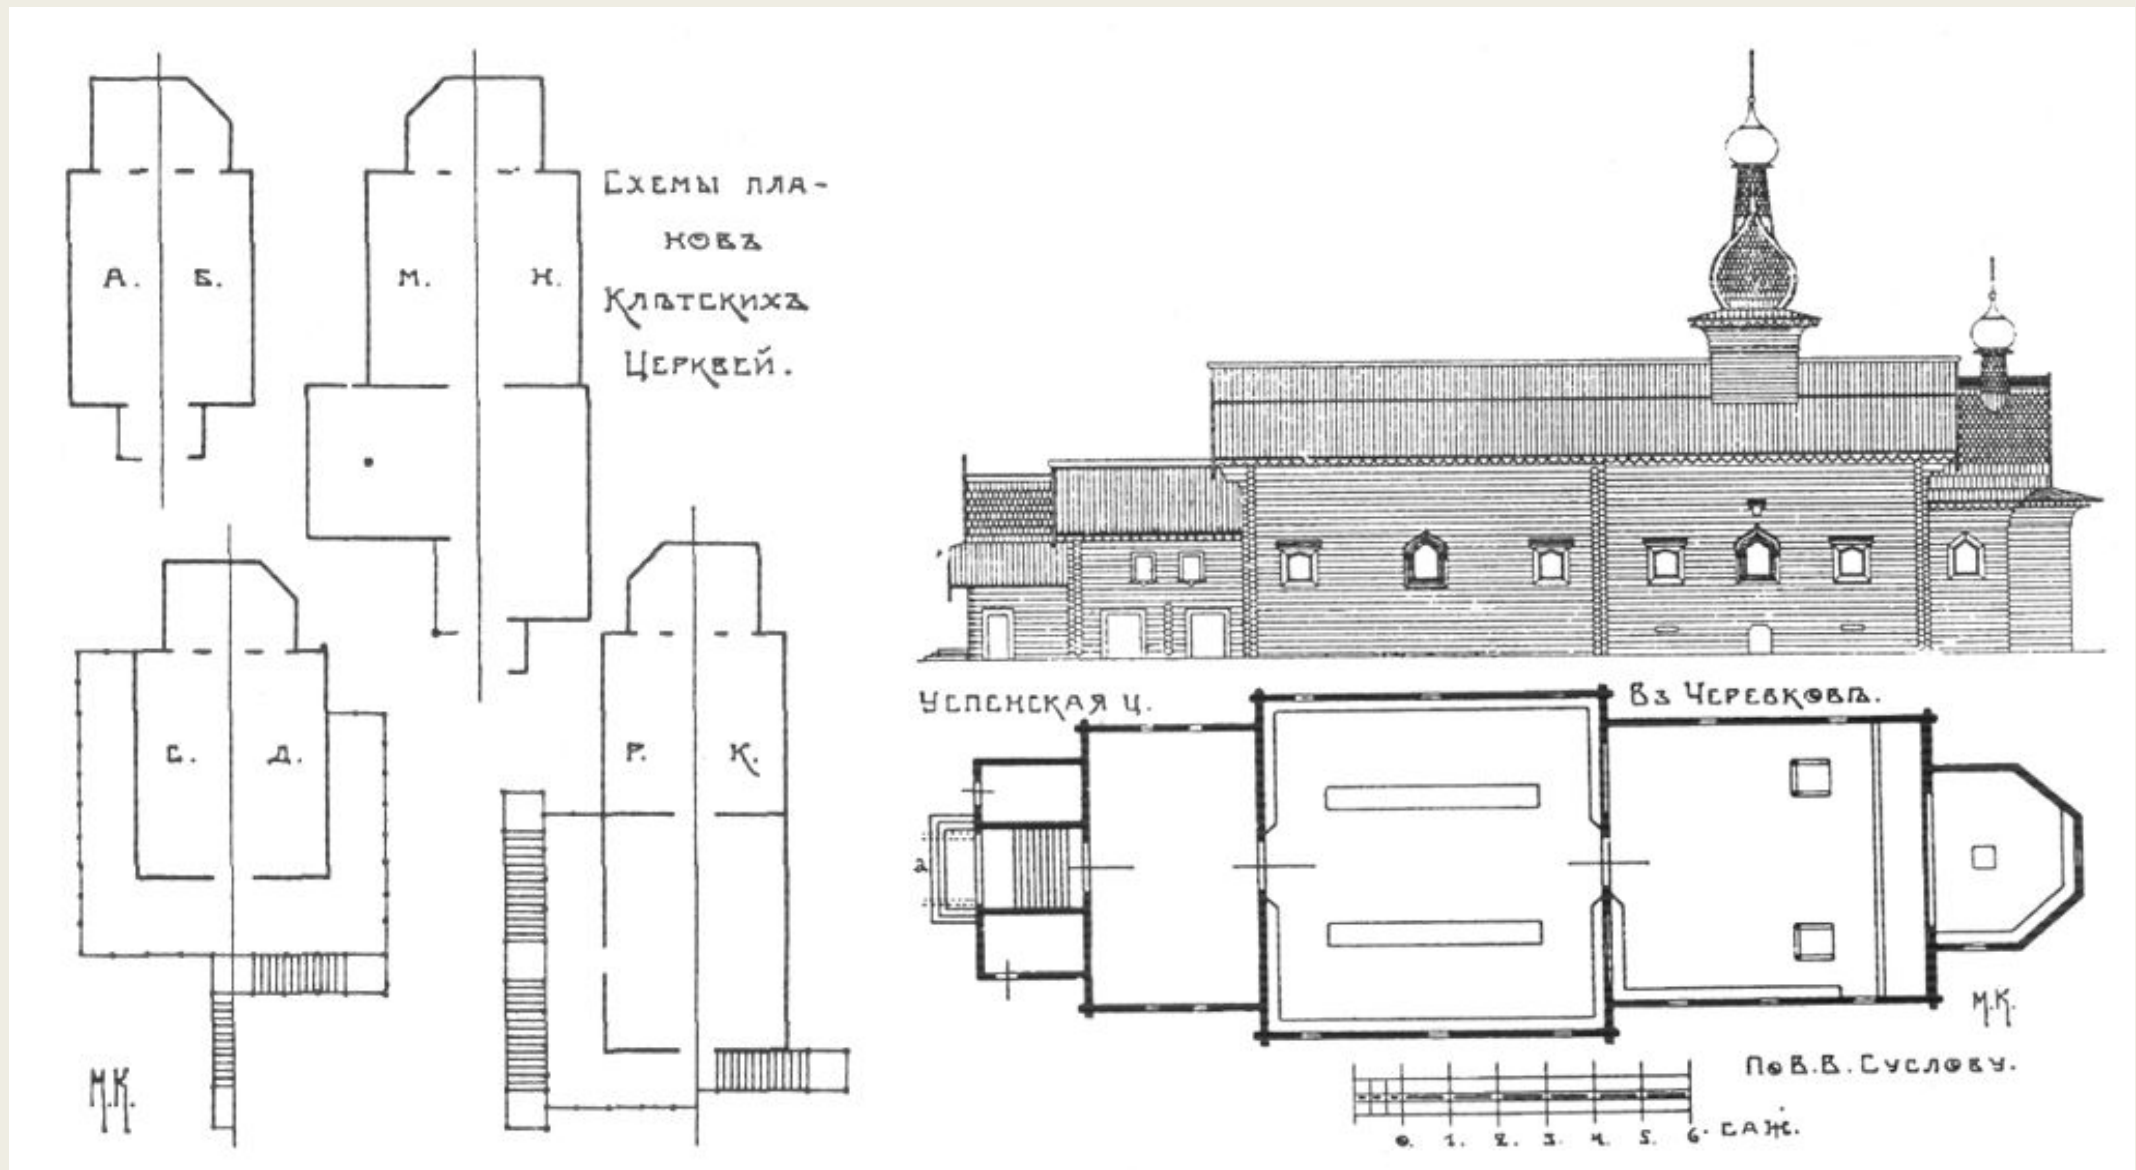 А. Б.
М. Н.
Схемы пла-
новъ
Клѣтскихъ
Церквей.
С. Д.
Р. К.
М.К.
Успенская ц. Въ Черевковѣ.
а
М.К.
По В. В. Суслову.
0. 1. 2. 3. 4. 5. 6. саж.